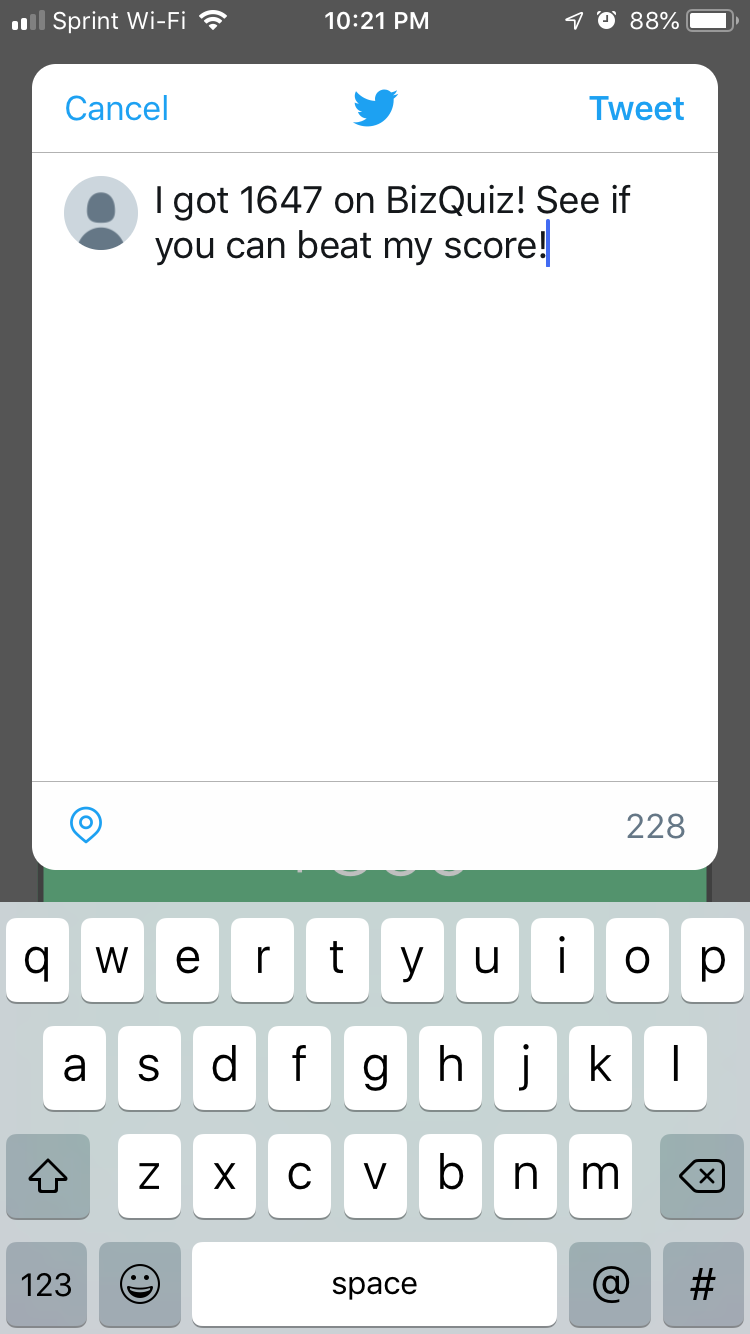 Sprint Wi-Fi 10:21 PM 88%
Cancel Tweet
I got 1647 on BizQuiz! See if
you can beat my score!
228
q w e r t y u i o p
a s d f g h j k l
z x c v b n m
123 space @ #